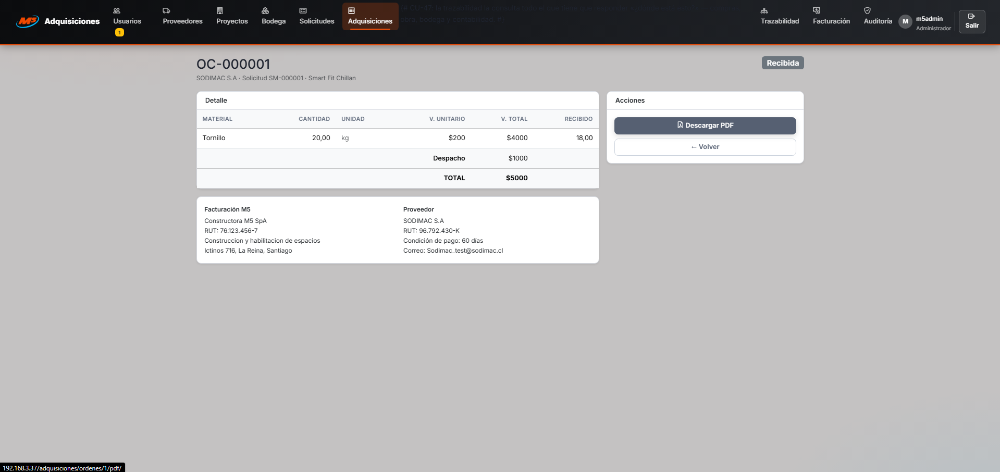 M5 Adquisiciones
Usuarios
1
Proveedores
Proyectos
Bodega
Solicitudes
Adquisiciones
{# CU-47: la trazabilidad la consulta todo el que tiene que responder
obra, bodega y contabilidad. #}
Trazabilidad
Facturación
Auditoría
M
m5admin
Administrador
Salir
OC-000001
Recibida
SODIMAC S.A · Solicitud SM-000001 · Smart Fit Chillan
Detalle
MATERIAL CANTIDAD UNIDAD V. UNITARIO V. TOTAL RECIBIDO
Tornillo 20,00 kg $200 $4000 18,00
Despacho $1000
TOTAL $5000
Acciones
Descargar PDF
← Volver
Facturación M5
Constructora M5 SpA
RUT: 76.123.456-7
Construccion y habilitacion de espacios
Ictinos 716, La Reina, Santiago
Proveedor
SODIMAC S.A
RUT: 96.792.430-K
Condición de pago: 60 días
Correo: Sodimac_test@sodimac.cl
192.168.3.37/adquisiciones/ordenes/1/pdf/